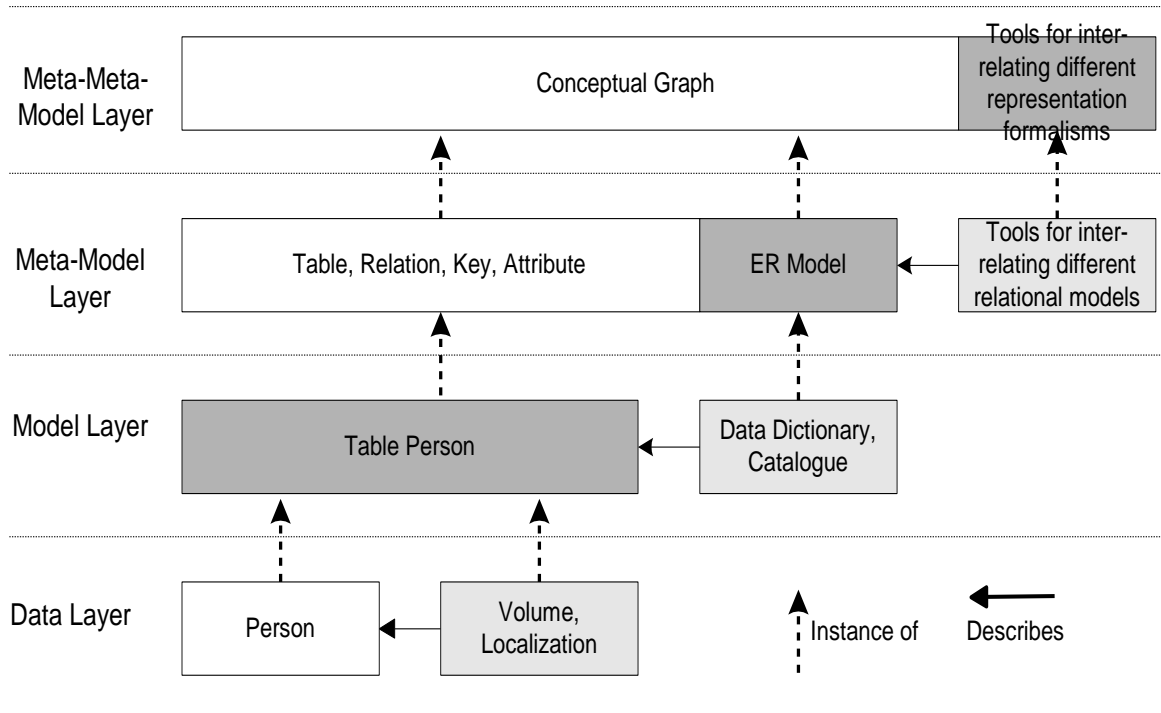 Meta-Meta-
Model Layer
Conceptual Graph
Tools for inter-
relating different
representation
formalisms
Meta-Model
Layer
Table, Relation, Key, Attribute
ER Model
Tools for inter-
relating different
relational models
Model Layer
Table Person
Data Dictionary,
Catalogue
Data Layer
Person
Volume,
Localization
Instance of
Describes